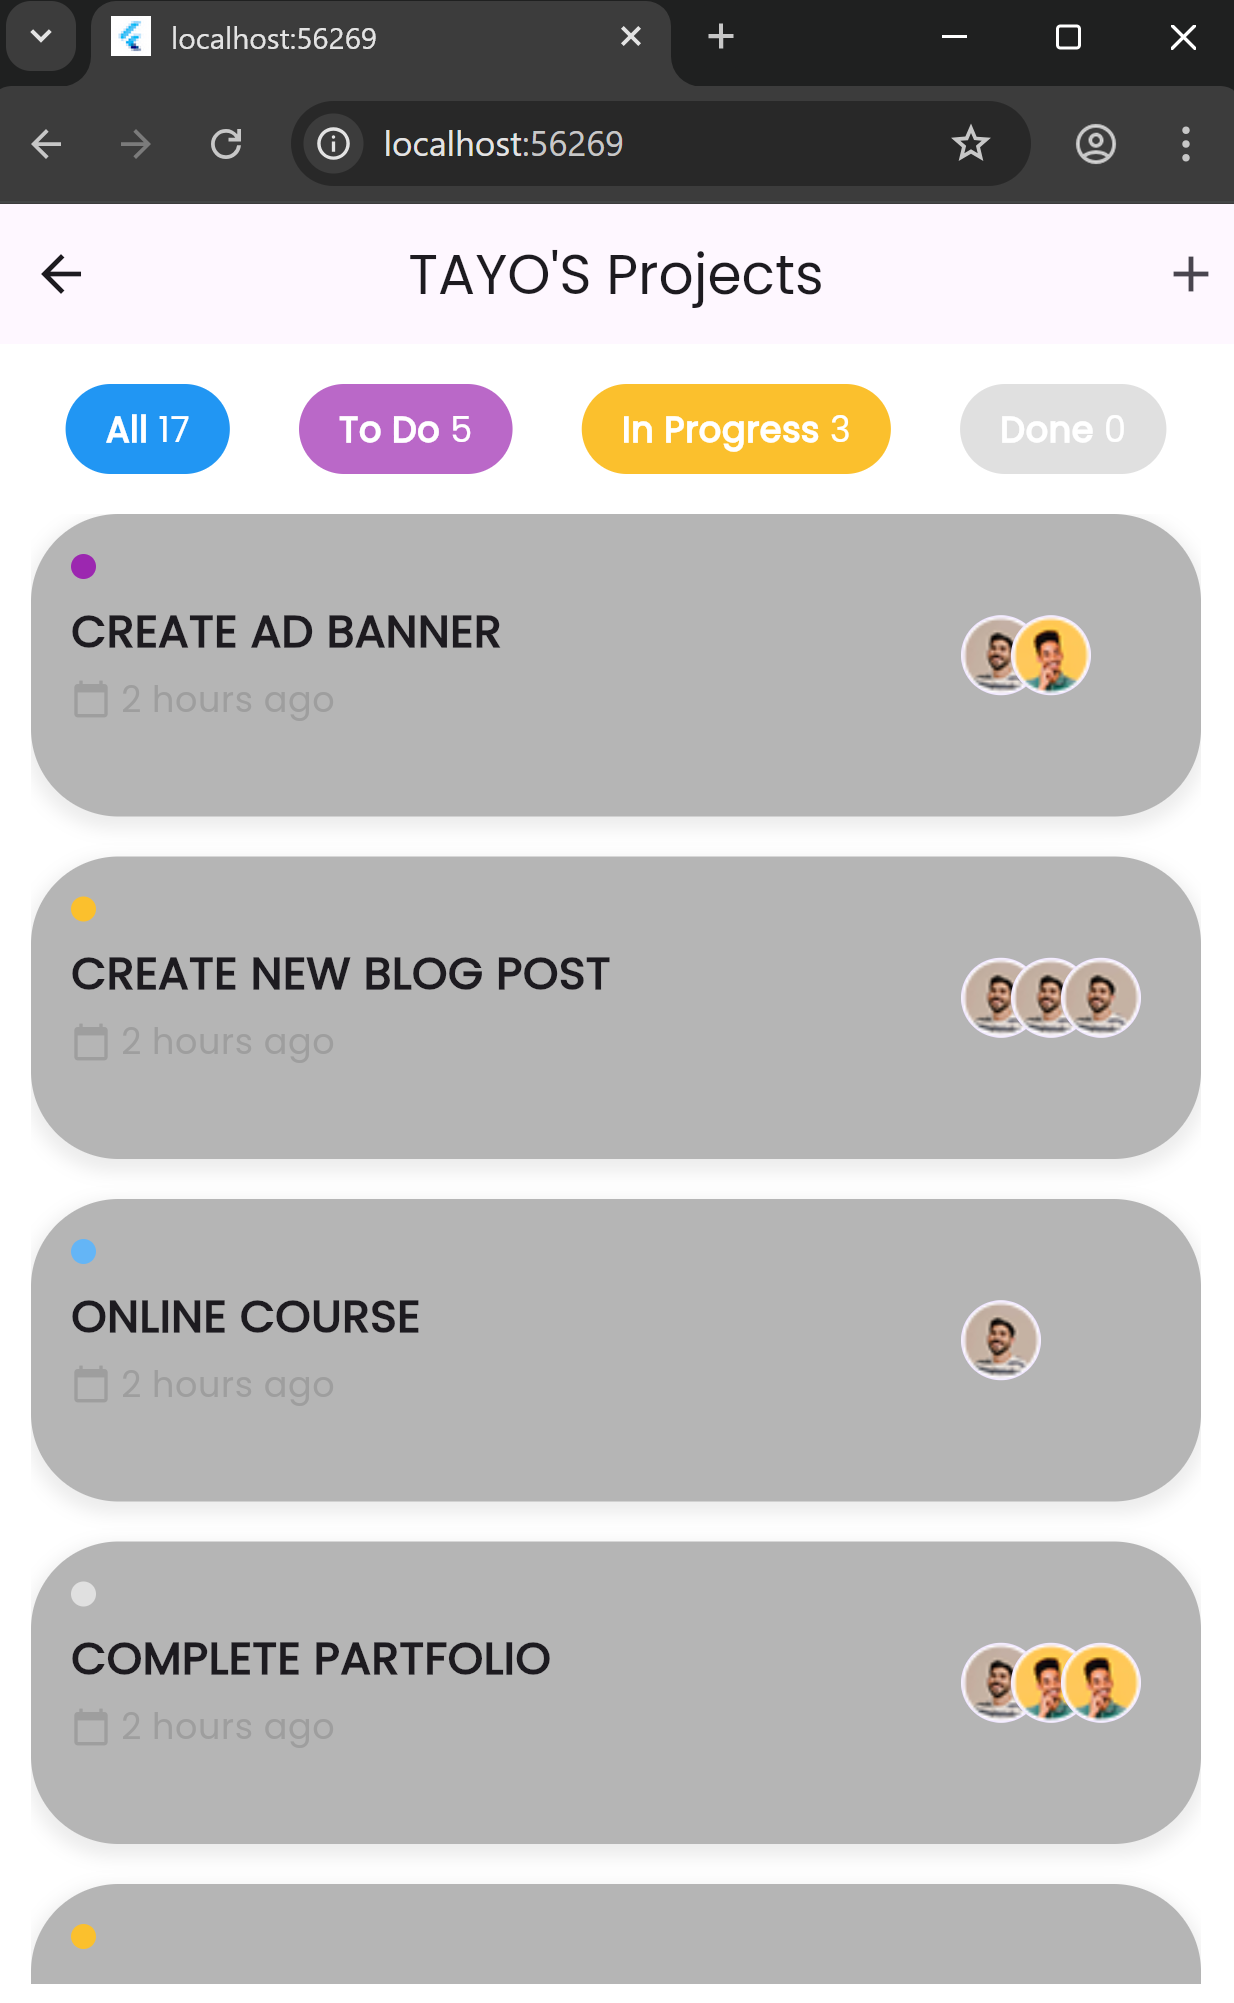 localhost:56269
localhost:56269
TAYO'S Projects
All 17 To Do 5 In Progress 3 Done 0
CREATE AD BANNER
2 hours ago
CREATE NEW BLOG POST
2 hours ago
ONLINE COURSE
2 hours ago
COMPLETE PARTFOLIO
2 hours ago